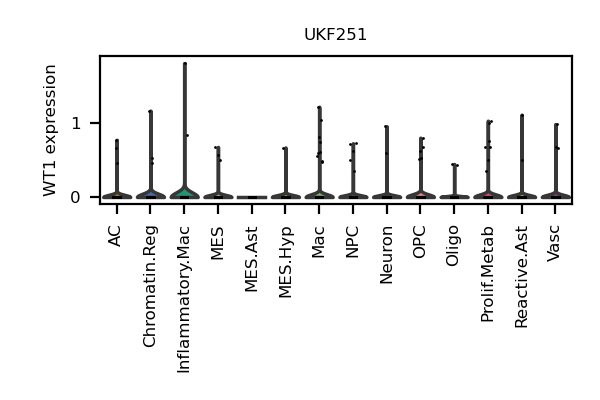 UKF251
WT1 expression
1
0
AC
Chromatin.Reg
Inflammatory.Mac
MES
MES.Ast
MES.Hyp
Mac
NPC
Neuron
OPC
Oligo
Prolif.Metab
Reactive.Ast
Vasc